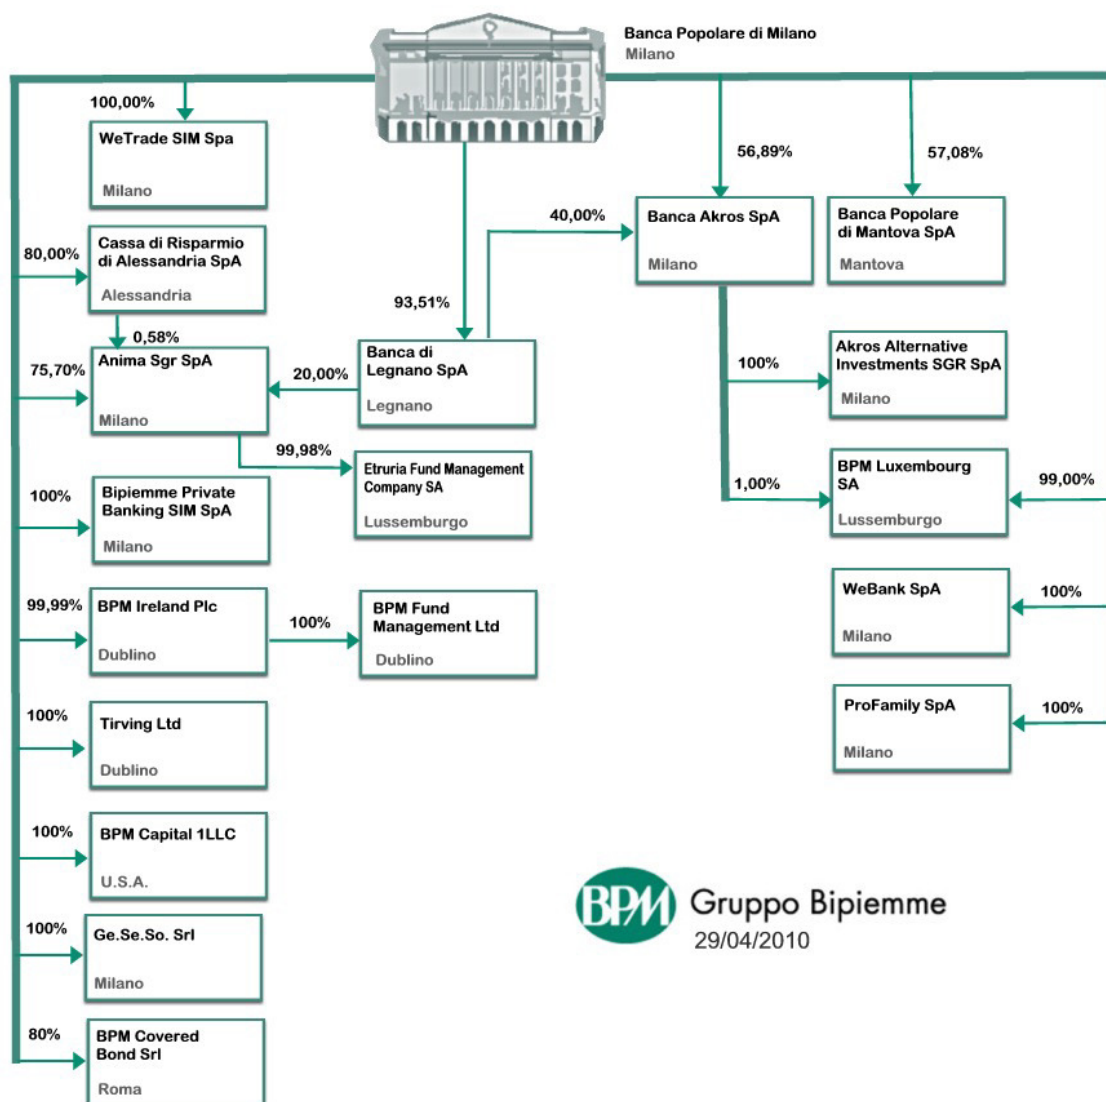 Banca Popolare di Milano
Milano
100,00%
WeTrade SIM Spa
Milano
80,00%
Cassa di Risparmio
di Alessandria SpA
Alessandria
0,58%
75,70%
Anima Sgr SpA
Milano
20,00%
93,51%
Banca di
Legnano SpA
Legnano
40,00%
56,89%
Banca Akros SpA
Milano
57,08%
Banca Popolare
di Mantova SpA
Mantova
99,98%
Etruria Fund Management
Company SA
Lussemburgo
100%
Akros Alternative
Investments SGR SpA
Milano
1,00%
BPM Luxembourg
SA
Lussemburgo
99,00%
100%
Bipiemme Private
Banking SIM SpA
Milano
99,99%
BPM Ireland Plc
Dublino
100%
BPM Fund
Management Ltd
Dublino
WeBank SpA
Milano
100%
100%
Tirving Ltd
Dublino
ProFamily SpA
Milano
100%
100%
BPM Capital 1LLC
U.S.A.
100%
Ge.Se.So. Srl
Milano
80%
BPM Covered
Bond Srl
Roma
BPM Gruppo Bipiemme
29/04/2010